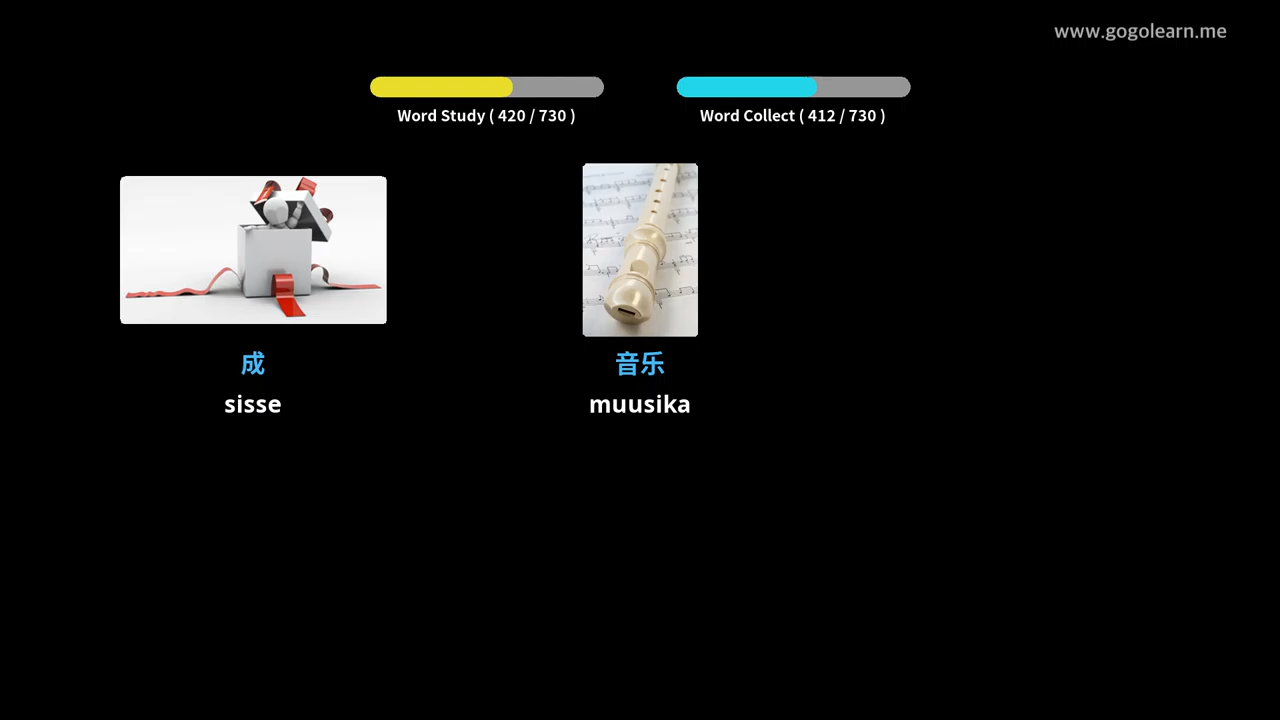 www.gogolearn.me
Word Study ( 420 / 730 )
Word Collect ( 412 / 730 )
成
sisse
音乐
muusika